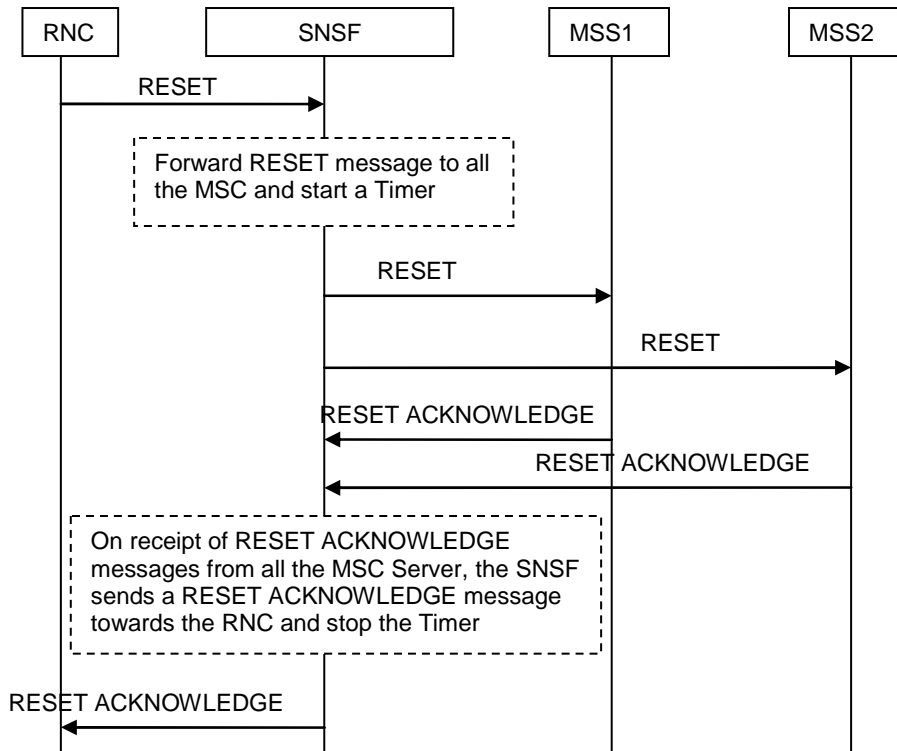 RNC
SNSF
MSS1
MSS2
RESET
Forward RESET message to all
the MSC and start a Timer
RESET
RESET
RESET ACKNOWLEDGE
RESET ACKNOWLEDGE
On receipt of RESET ACKNOWLEDGE
messages from all the MSC Server, the SNSF
sends a RESET ACKNOWLEDGE message
towards the RNC and stop the Timer
RESET ACKNOWLEDGE